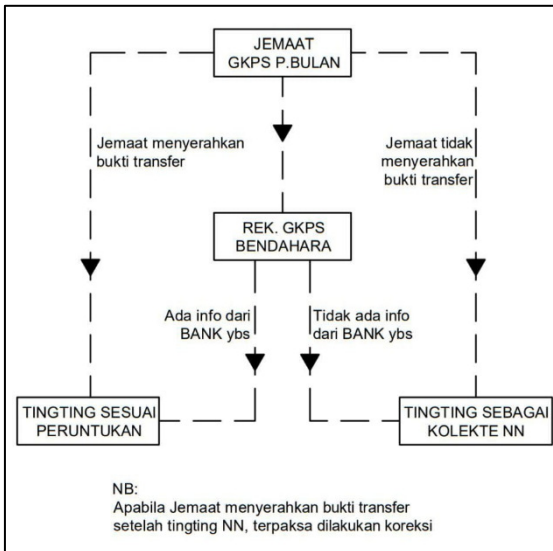 JEMAAT
GKPS P.BULAN
Jemaat menyerahkan
bukti transfer
Jemaat tidak
menyerahkan
bukti transfer
REK. GKPS
BENDAHARA
Ada info dari
BANK ybs
Tidak ada info
dari BANK ybs
TINGTING SESUAI
PERUNTUKAN
TINGTING SEBAGAI
KOLEKTE NN
NB:
Apabila Jemaat menyerahkan bukti transfer
setelah tingting NN, terpaksa dilakukan koreksi